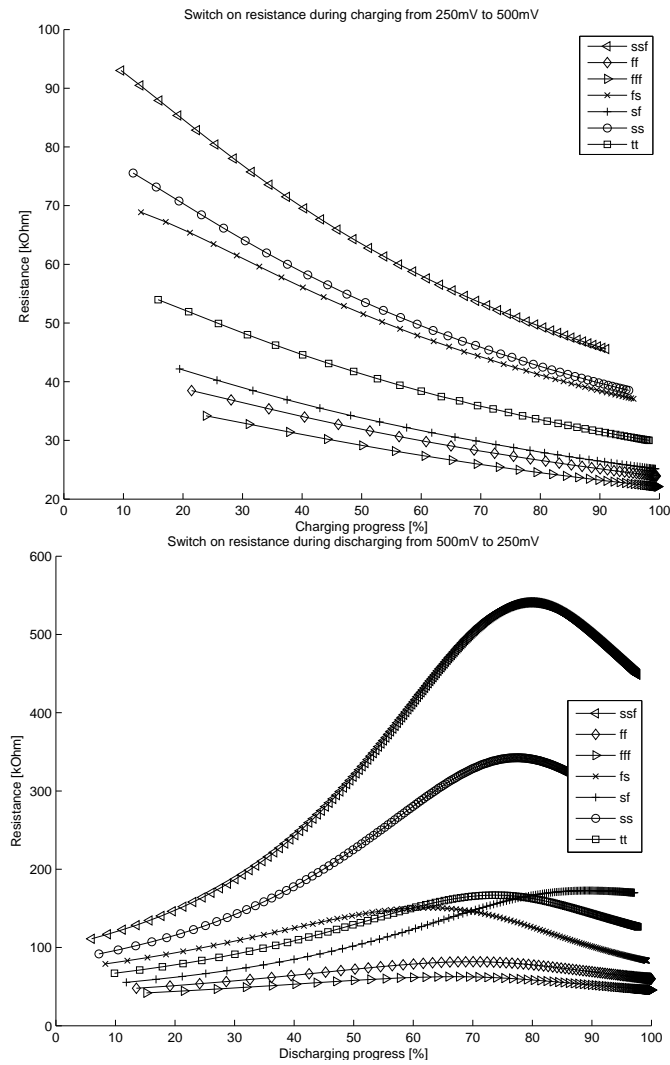 Switch on resistance during charging from 250mV to 500mV
100
90
80
70
60
50
40
30
20
Resistance [kOhm]
ssf
ff
fff
fs
sf
ss
tt
0 10 20 30 40 50 60 70 80 90 100
Charging progress [%]
Switch on resistance during discharging from 500mV to 250mV
600
500
400
300
200
100
0
Resistance [kOhm]
ssf
ff
fff
fs
sf
ss
tt
0 10 20 30 40 50 60 70 80 90 100
Discharging progress [%]